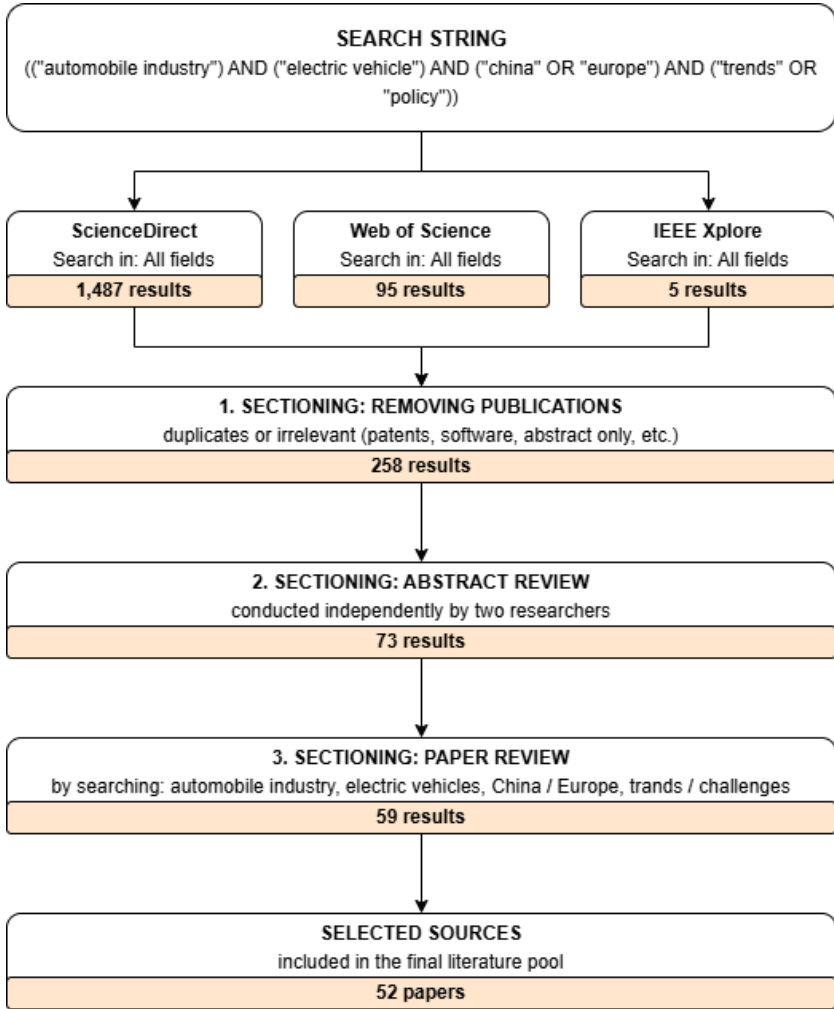 SEARCH STRING
(("automobile industry") AND ("electric vehicle") AND ("china" OR "europe") AND ("trends" OR
"policy"))
ScienceDirect
Search in: All fields
1,487 results
Web of Science
Search in: All fields
95 results
IEEE Xplore
Search in: All fields
5 results
1. SECTIONING: REMOVING PUBLICATIONS
duplicates or irrelevant (patents, software, abstract only, etc.)
258 results
2. SECTIONING: ABSTRACT REVIEW
conducted independently by two researchers
73 results
3. SECTIONING: PAPER REVIEW
by searching: automobile industry, electric vehicles, China / Europe, trands / challenges
59 results
SELECTED SOURCES
included in the final literature pool
52 papers